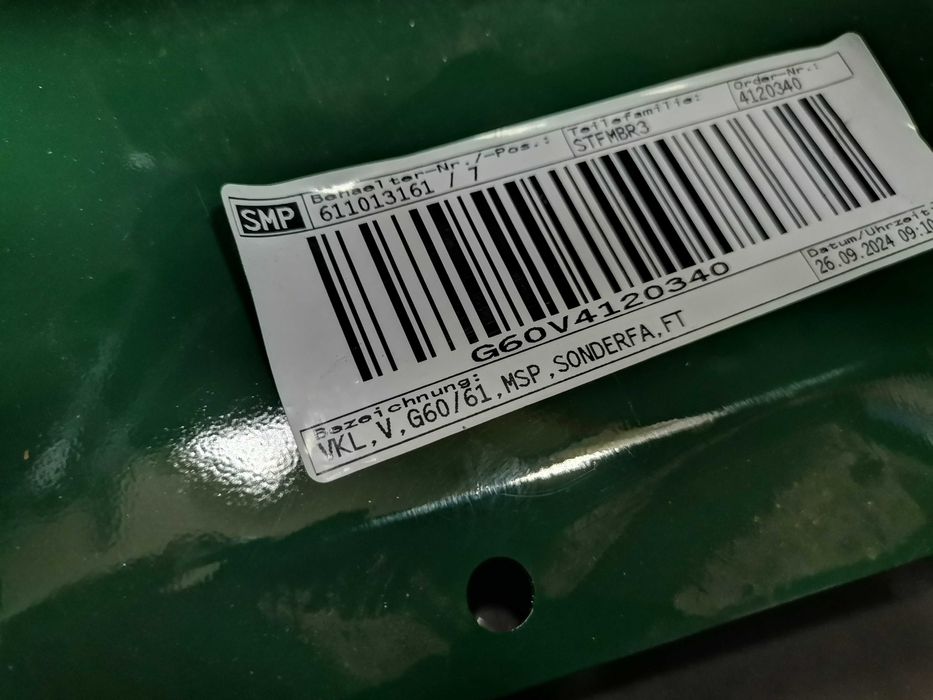 SMP
Behaelter-Nr./-Pos.:
611013161 / 7
Teilefamilie:
STFMBR3
Order-Nr.:
4120340
G60V4120340
Datum/Uhrzeit:
26.09.2024 09:10
Bezeichnung:
VKL,V,G60/61,MSP,SONDERFA,FT